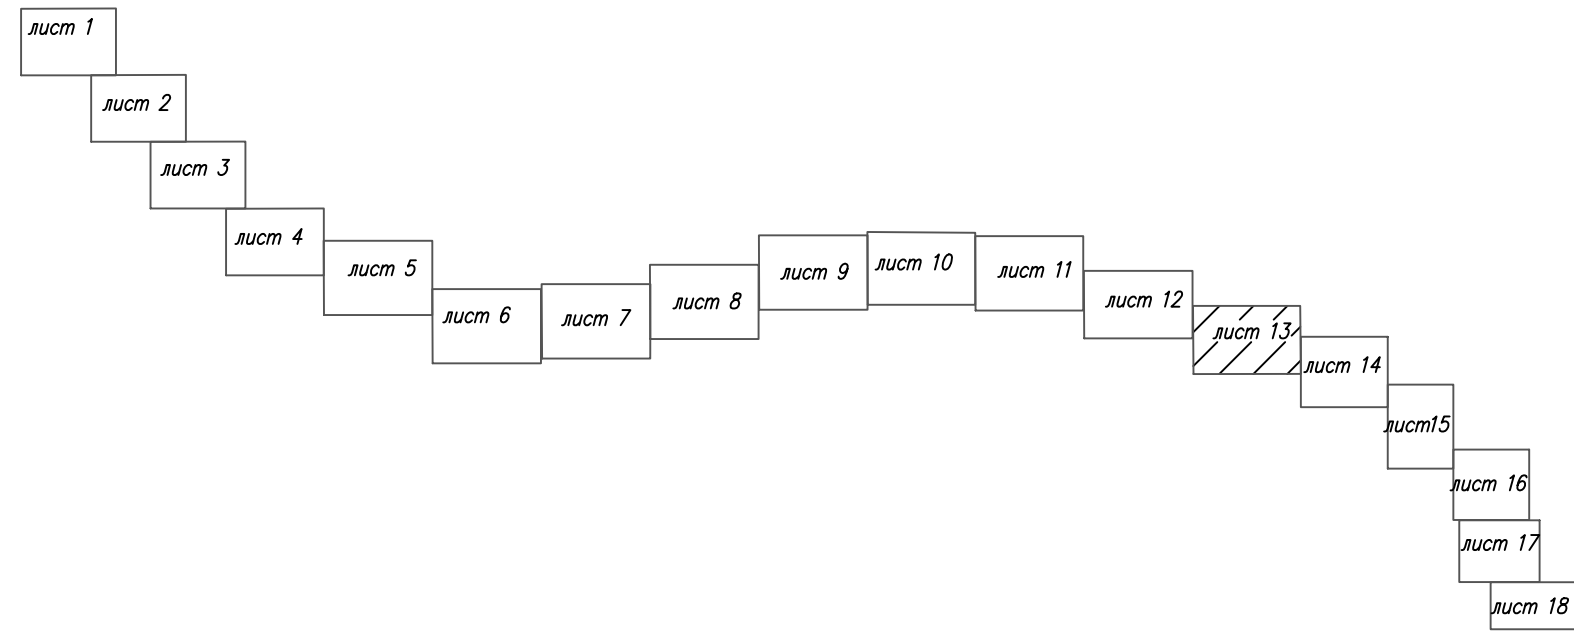 лист 1
лист 2
лист 3
лист 4
лист 5
лист 6
лист 7
лист 8
лист 9
лист 10
лист 11
лист 12
лист 13
лист 14
лист15
лист 16
лист 17
лист 18